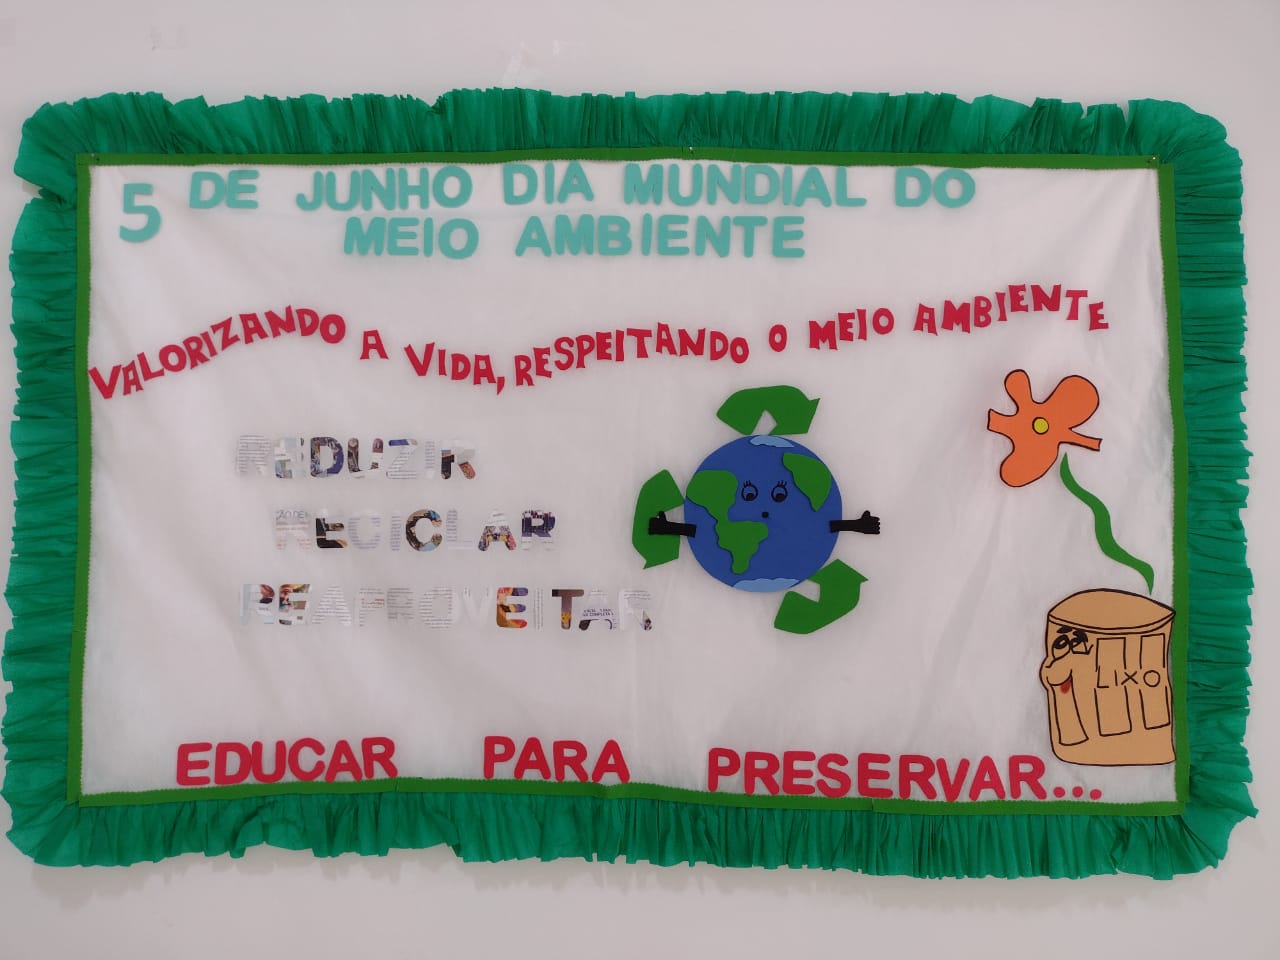 5 DE JUNHO DIA MUNDIAL DO
MEIO AMBIENTE
VALORIZANDO A VIDA, RESPEITANDO O MEIO AMBIENTE
REDUZIR
RECICLAR
REAPROVEITAR
LIXO
EDUCAR PARA PRESERVAR...